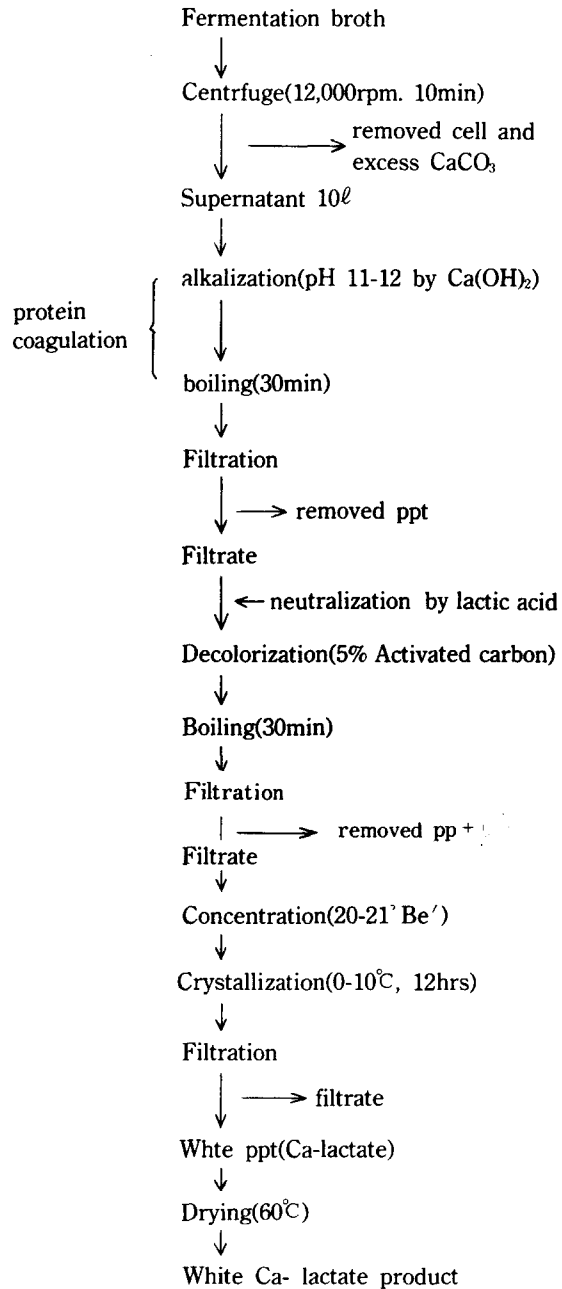 Fermentation broth
Centrfuge(12,000rpm. 10min)
removed cell and
excess CaCO₃
Supernatant 10ℓ
alkalization(pH 11-12 by Ca(OH)₂)
protein
coagulation
boiling(30min)
Filtration
removed ppt
Filtrate
neutralization by lactic acid
Decolorization(5% Activated carbon)
Boiling(30min)
Filtration
removed pp+
Filtrate
Concentration(20-21° Be′)
Crystallization(0-10℃, 12hrs)
Filtration
filtrate
Whte ppt(Ca-lactate)
Drying(60℃)
White Ca- lactate product